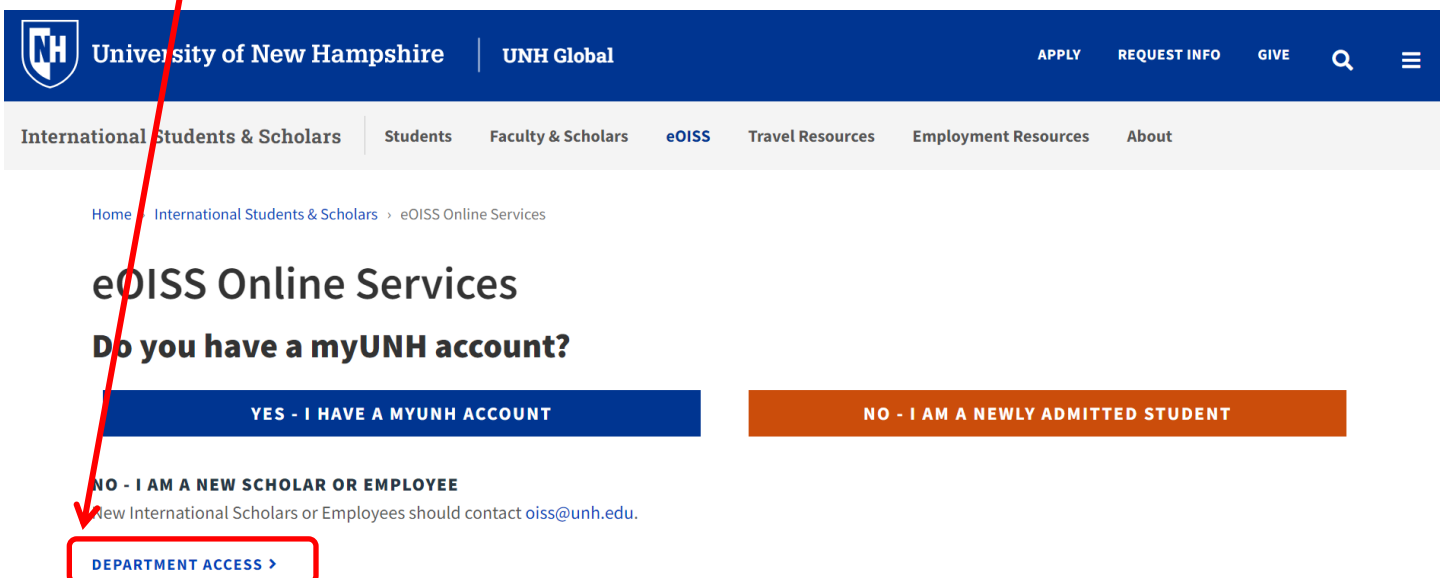 NH University of New Hampshire UNH Global APPLY REQUEST INFO GIVE
International Students & Scholars Students Faculty & Scholars eOISS Travel Resources Employment Resources About
Home › International Students & Scholars › eOISS Online Services
eOISS Online Services
Do you have a myUNH account?
YES - I HAVE A MYUNH ACCOUNT NO - I AM A NEWLY ADMITTED STUDENT
NO - I AM A NEW SCHOLAR OR EMPLOYEE
New International Scholars or Employees should contact oiss@unh.edu.
DEPARTMENT ACCESS >